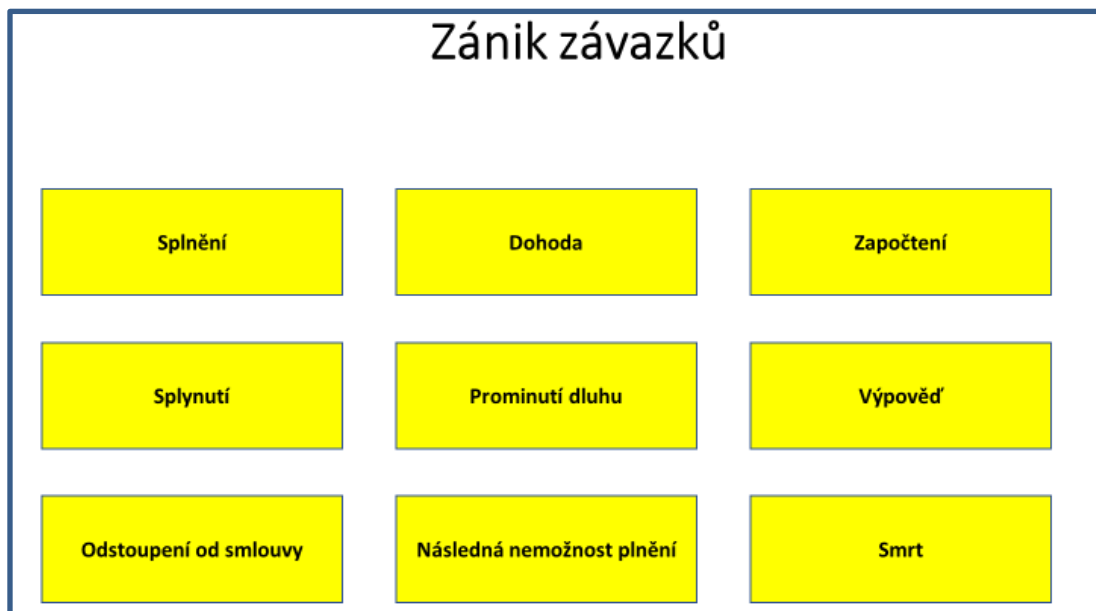 Zánik závazků
Splnění
Dohoda
Započtení
Splynutí
Prominutí dluhu
Výpověď
Odstoupení od smlouvy
Následná nemožnost plnění
Smrt